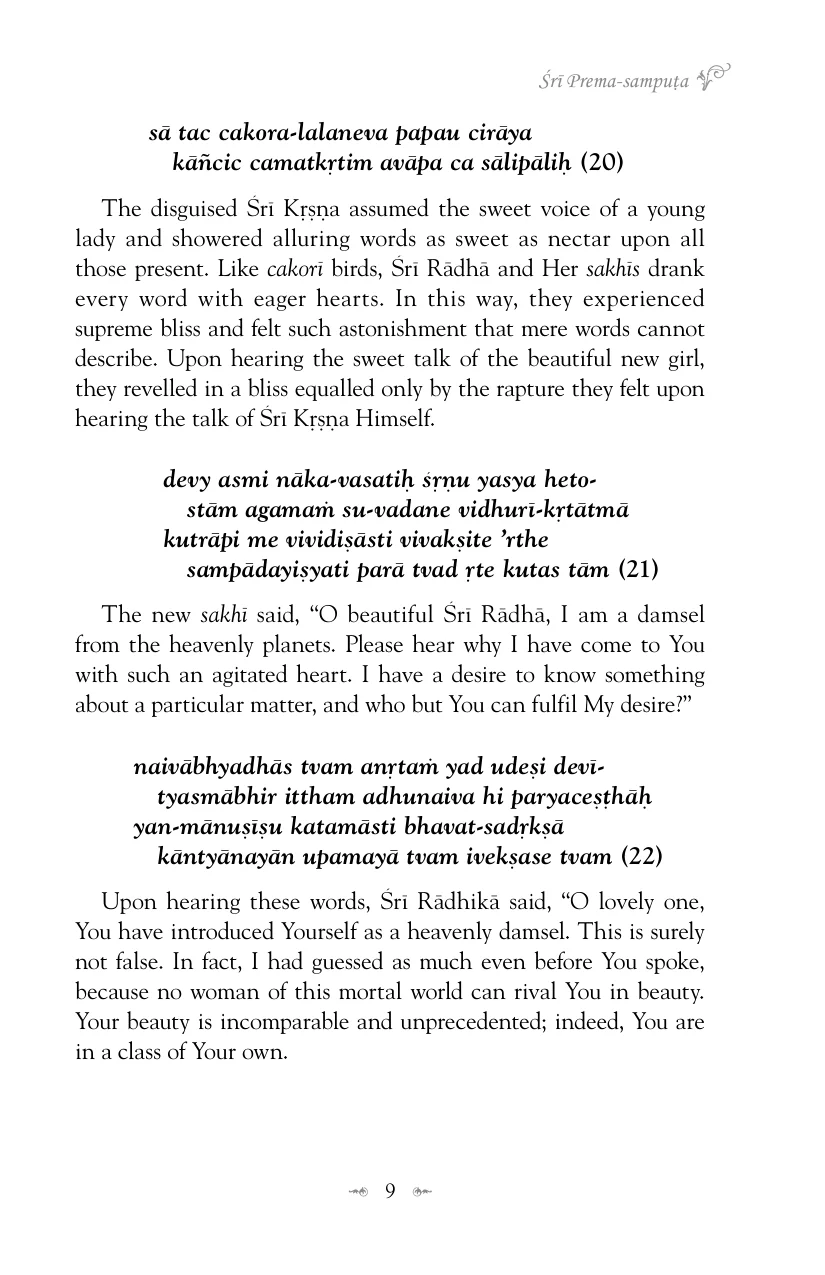 Śrī Prema-sampuṭa
sā tac cakora-lalaneva papau cirāya
kāñcic camatkṛtim avāpa ca sālipāliḥ (20)
The disguised Śrī Kṛṣṇa assumed the sweet voice of a young
lady and showered alluring words as sweet as nectar upon all
those present. Like cakorī birds, Śrī Rādhā and Her sakhīs drank
every word with eager hearts. In this way, they experienced
supreme bliss and felt such astonishment that mere words cannot
describe. Upon hearing the sweet talk of the beautiful new girl,
they revelled in a bliss equalled only by the rapture they felt upon
hearing the talk of Śrī Kṛṣṇa Himself.
devy asmi nāka-vasatiḥ śṛṇu yasya heto-
stām agamaṁ su-vadane vidhurī-kṛtātmā
kutrāpi me vividiṣāsti vivakṣite ’rthe
sampādayiṣyati parā tvad ṛte kutas tām (21)
The new sakhī said, “O beautiful Śrī Rādhā, I am a damsel
from the heavenly planets. Please hear why I have come to You
with such an agitated heart. I have a desire to know something
about a particular matter, and who but You can fulfil My desire?”
naivābhyadhās tvam anṛtaṁ yad udeṣi devī-
tyasmābhir ittham adhunaiva hi paryaceṣṭhāḥ
yan-mānuṣīṣu katamāsti bhavat-sadṛkṣā
kāntyānayān upamayā tvam ivekṣase tvam (22)
Upon hearing these words, Śrī Rādhikā said, “O lovely one,
You have introduced Yourself as a heavenly damsel. This is surely
not false. In fact, I had guessed as much even before You spoke,
because no woman of this mortal world can rival You in beauty.
Your beauty is incomparable and unprecedented; indeed, You are
in a class of Your own.
9